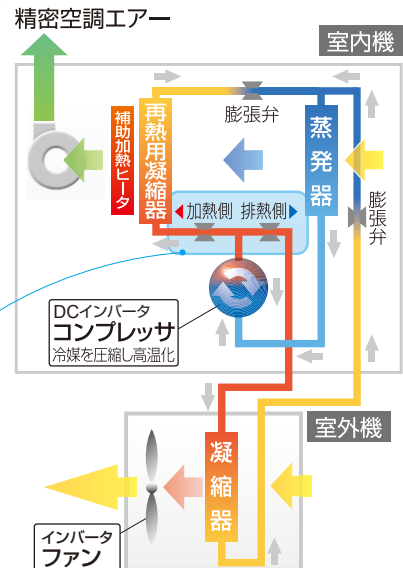 精密空調エアー
室内機
膨張弁
補助加熱ヒータ
再熱用凝縮器
蒸発器
膨張弁
加熱側 排熱側
DCインバータ
コンプレッサ
冷媒を圧縮し高温化
室外機
凝縮器
インバータ
ファン